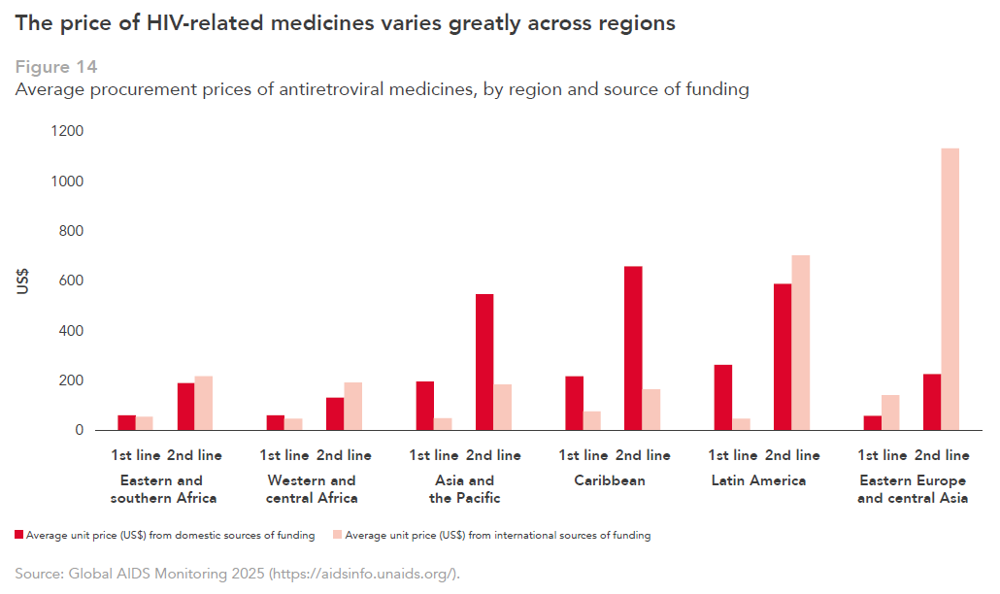 The price of HIV-related medicines varies greatly across regions
Figure 14
Average procurement prices of antiretroviral medicines, by region and source of funding
1200
1000
800
600
400
200
0
US$
1st line 2nd line 1st line 2nd line 1st line 2nd line 1st line 2nd line 1st line 2nd line 1st line 2nd line
Eastern and
southern Africa
Western and
central Africa
Asia and
the Pacific
Caribbean
Latin America
Eastern Europe
and central Asia
Average unit price (US$) from domestic sources of funding
Average unit price (US$) from international sources of funding
Source: Global AIDS Monitoring 2025 (https://aidsinfo.unaids.org/).